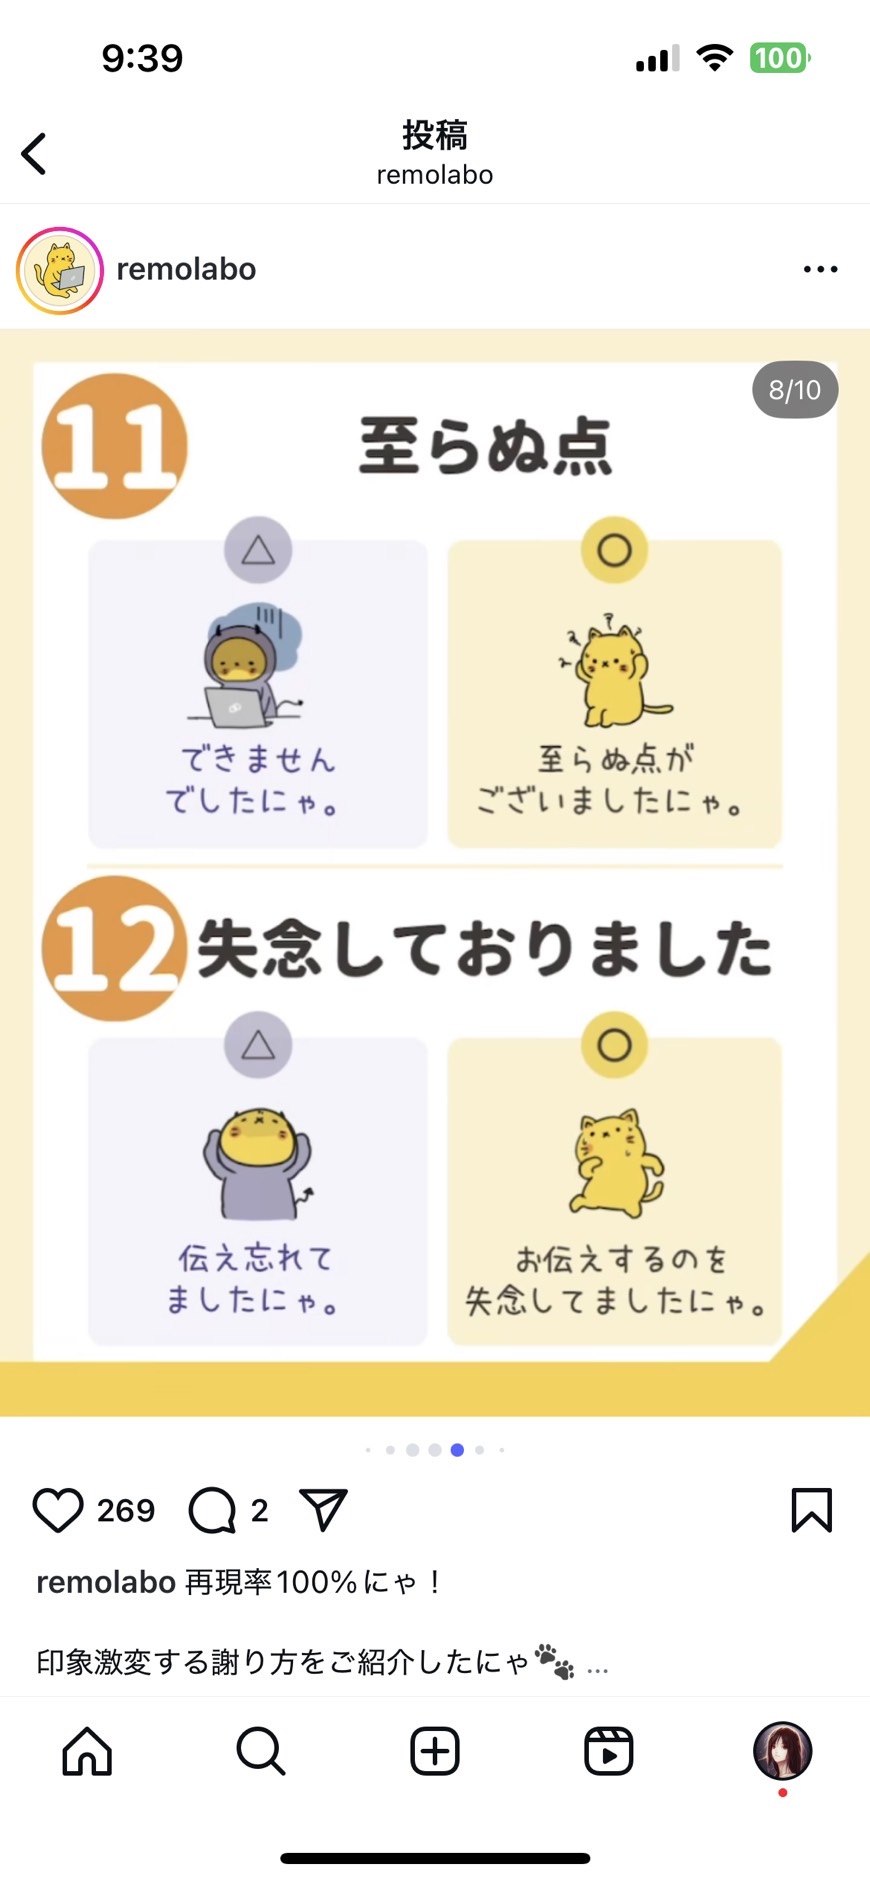 9:39
100
投稿
remolabo
remolabo
8/10
11
至らぬ点
△
○
できません
でしたにゃ。
至らぬ点が
ございましたにゃ。
12
失念しておりました
△
○
伝え忘れて
ましたにゃ。
お伝えするのを
失念してましたにゃ。
269
2
remolabo 再現率100%にゃ！
印象激変する謝り方をご紹介したにゃ🐾 ...